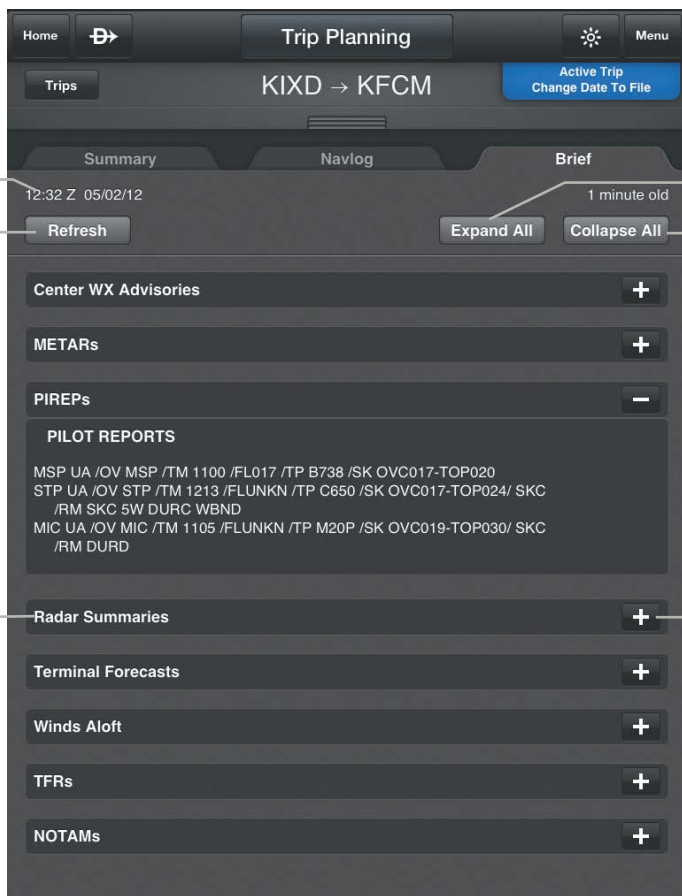 Home Trip Planning Menu
Trips KIXD → KFCM Active Trip
Change Date To File
Summary Navlog Brief
12:32 Z 05/02/12 1 minute old
Refresh Expand All Collapse All
Center WX Advisories
METARs
PIREPs
PILOT REPORTS
MSP UA /OV MSP /TM 1100 /FL017 /TP B738 /SK OVC017-TOP020
STP UA /OV STP /TM 1213 /FLUNKN /TP C650 /SK OVC017-TOP024/ SKC
/RM SKC 5W DURC WBND
MIC UA /OV MIC /TM 1105 /FLUNKN /TP M20P /SK OVC019-TOP030/ SKC
/RM DURD
Radar Summaries
Terminal Forecasts
Winds Aloft
TFRs
NOTAMs